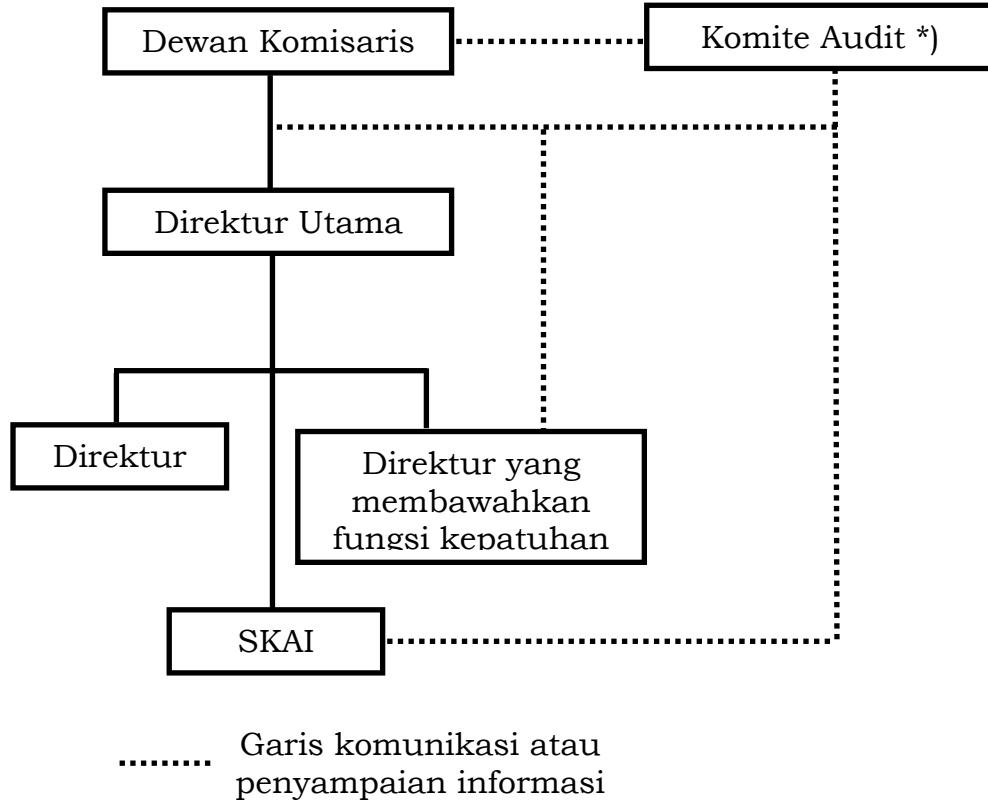 Dewan Komisaris
Komite Audit *)
Direktur Utama
Direktur
Direktur yang
membawahkan
fungsi kepatuhan
SKAI
Garis komunikasi atau
penyampaian informasi